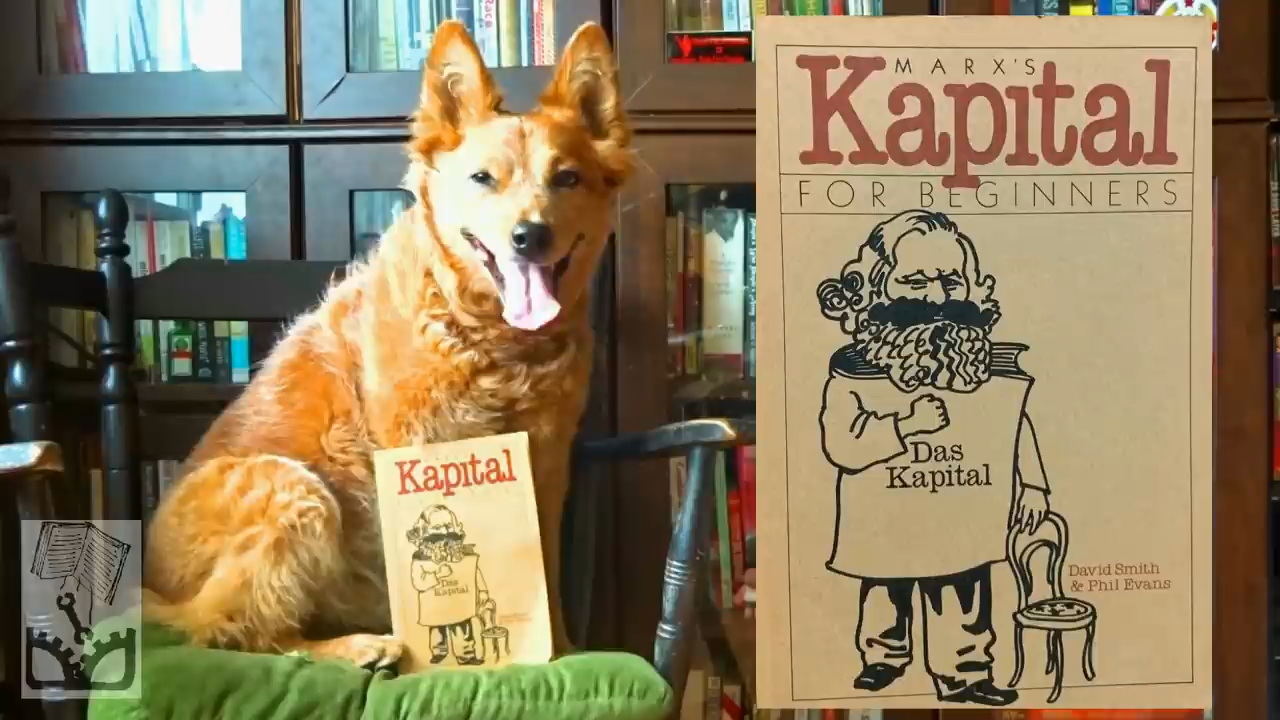 MARX'S
Kapital
FOR BEGINNERS
Das
Kapital
David Smith
& Phil Evans
Kapital
Das
Kapital